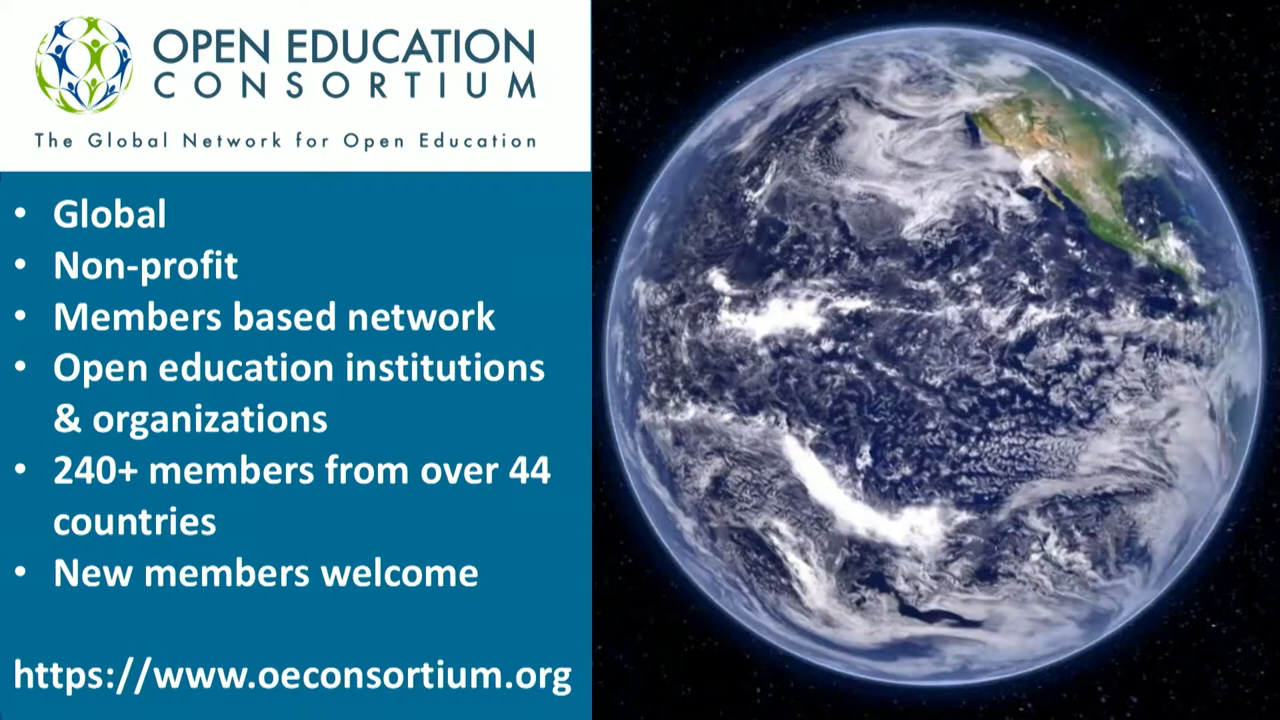 OPEN EDUCATION
CONSORTIUM
The Global Network for Open Education
• Global
• Non-profit
• Members based network
• Open education institutions
& organizations
• 240+ members from over 44
countries
• New members welcome
https://www.oeconsortium.org